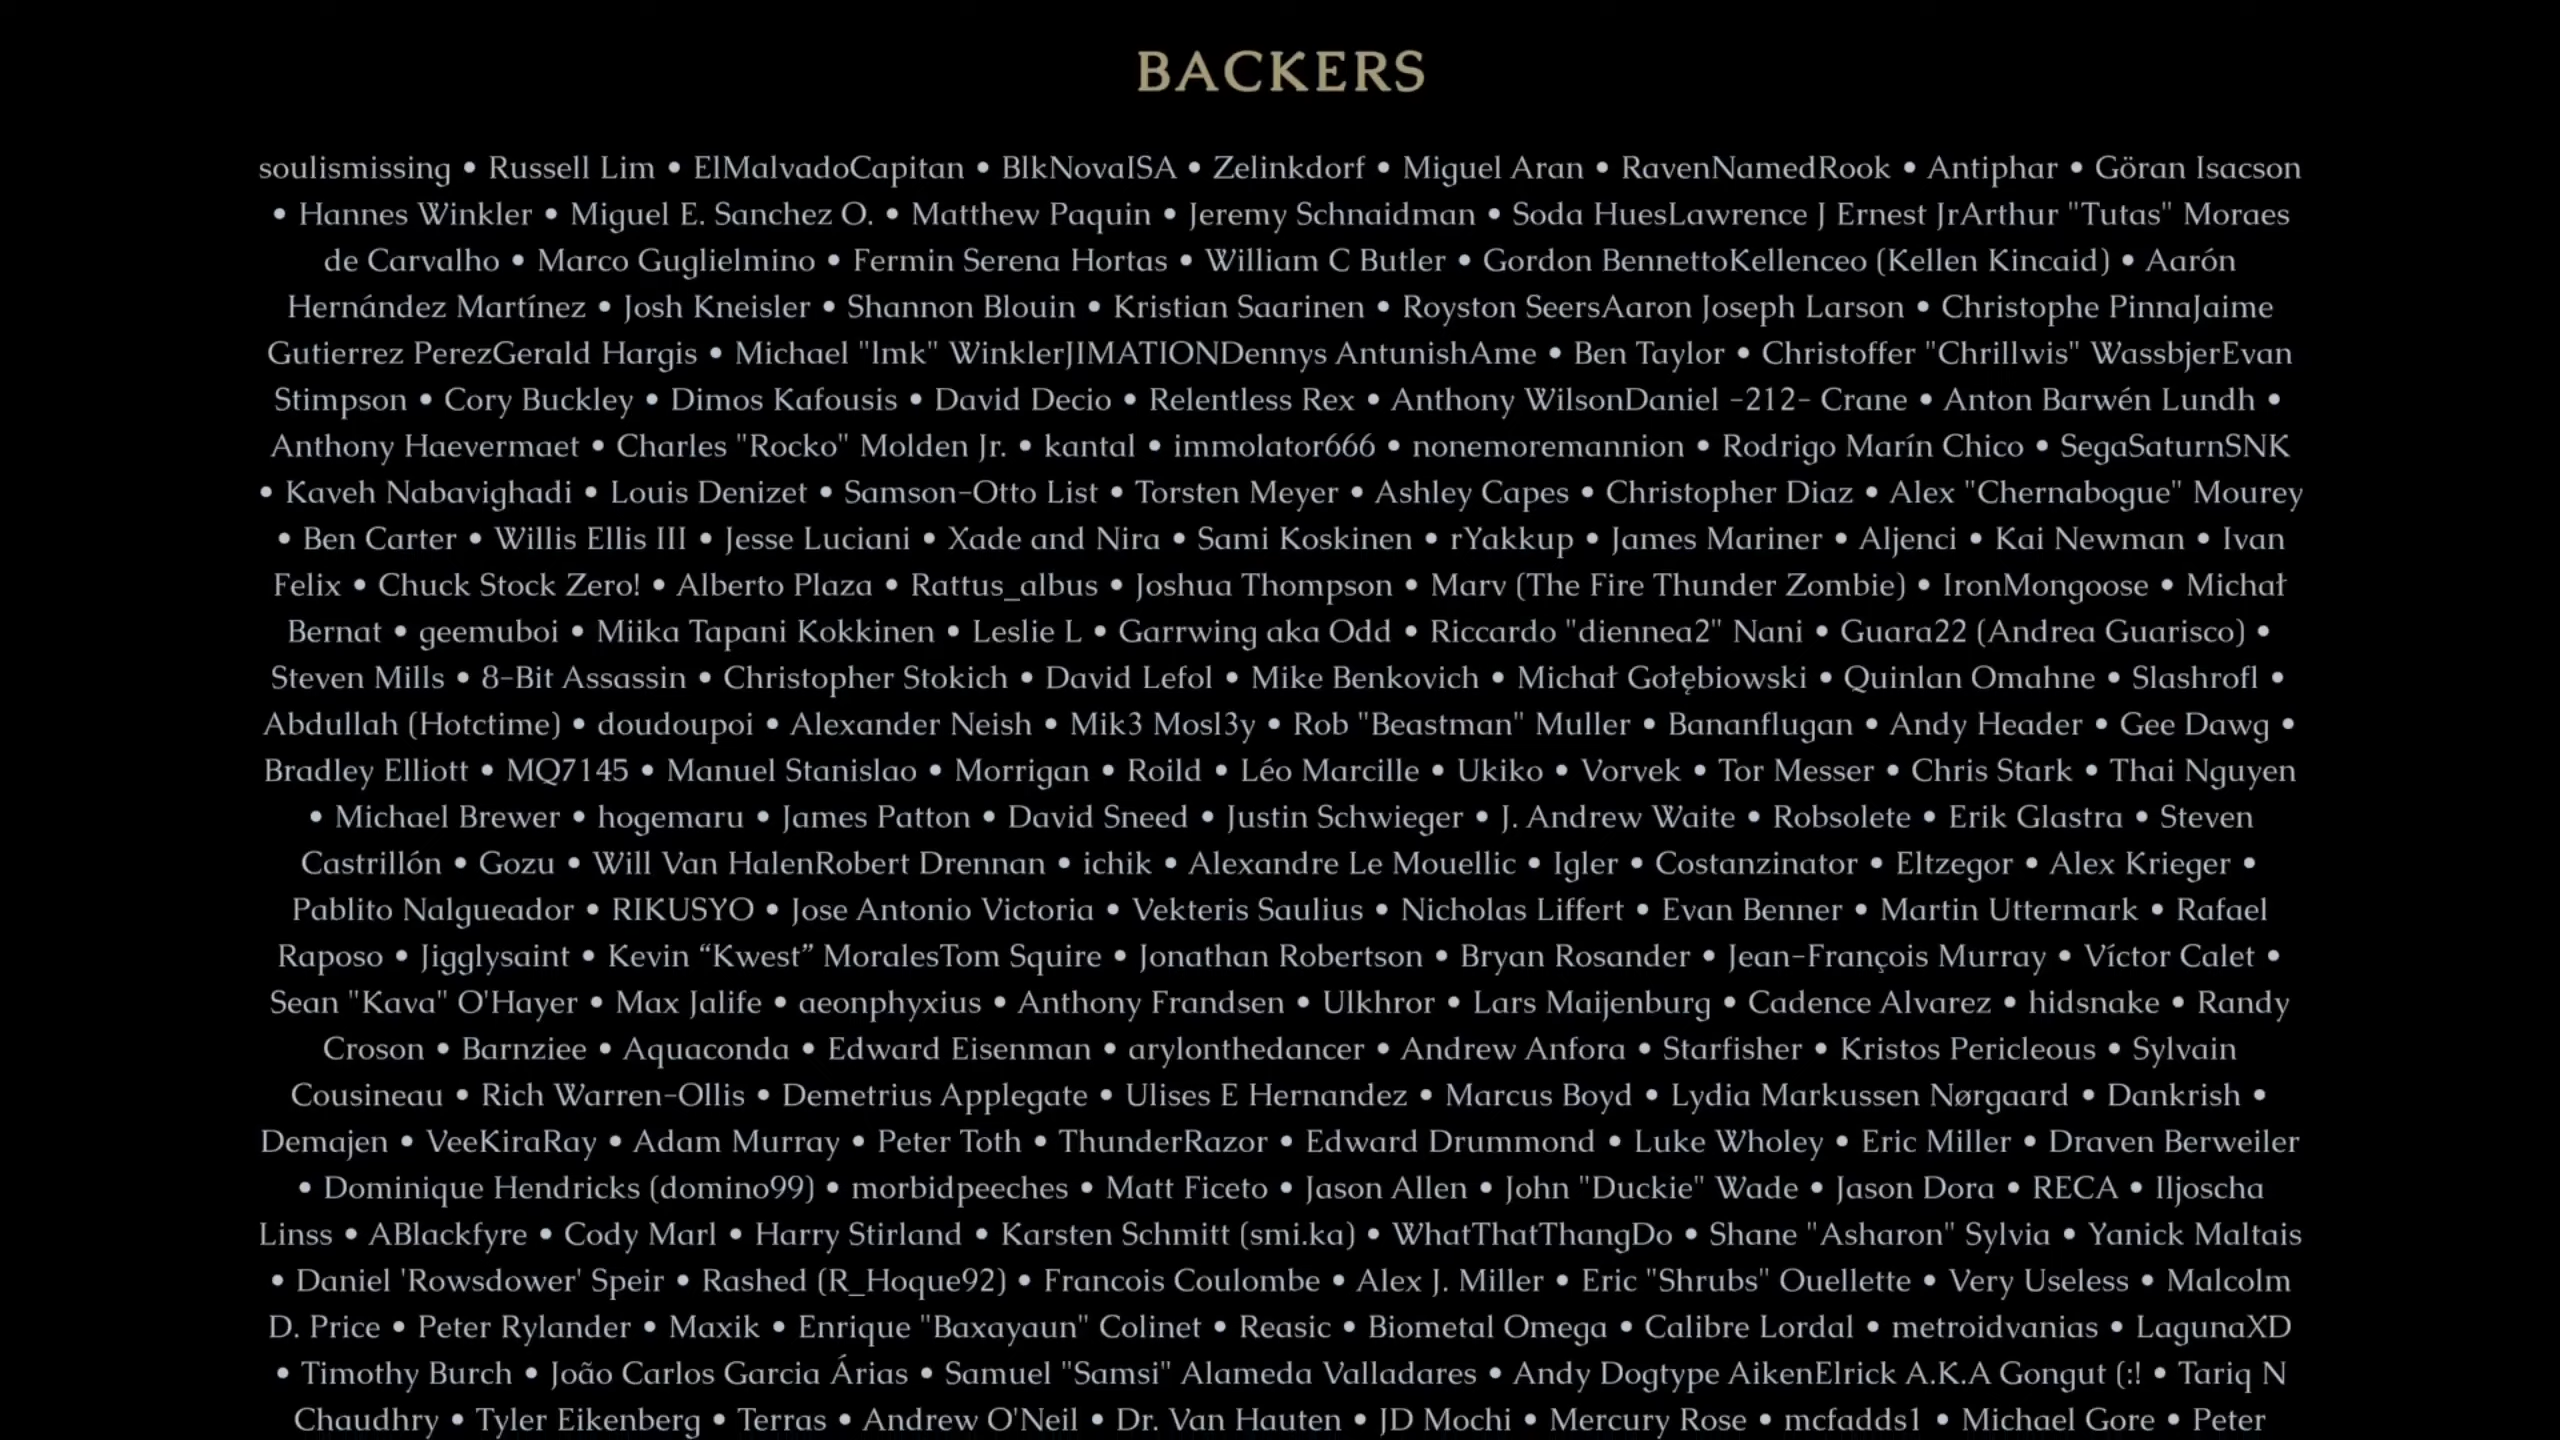 BACKERS
soulismissing • Russell Lim • ElMalvadoCapitan • BlkNovaISA • Zelinkdorf • Miguel Aran • RavenNamedRook • Antiphar • Göran Isacson
• Hannes Winkler • Miguel E. Sanchez O. • Matthew Paquin • Jeremy Schnaidman • Soda HuesLawrence J Ernest JrArthur "Tutas" Moraes
de Carvalho • Marco Guglielmino • Fermin Serena Hortas • William C Butler • Gordon BennettoKellenceo (Kellen Kincaid) • Aarón
Hernández Martínez • Josh Kneisler • Shannon Blouin • Kristian Saarinen • Royston SeersAaron Joseph Larson • Christophe PinnaJaime
Gutierrez PerezGerald Hargis • Michael "lmk" WinklerJIMATIONDennys AntunishAme • Ben Taylor • Christoffer "Chrillwis" WassbjerEvan
Stimpson • Cory Buckley • Dimos Kafousis • David Decio • Relentless Rex • Anthony WilsonDaniel -212- Crane • Anton Barwén Lundh •
Anthony Haevermaet • Charles "Rocko" Molden Jr. • kantal • immolator666 • nonemoremannion • Rodrigo Marín Chico • SegaSaturnSNK
• Kaveh Nabavighadi • Louis Denizet • Samson-Otto List • Torsten Meyer • Ashley Capes • Christopher Diaz • Alex "Chernabogue" Mourey
• Ben Carter • Willis Ellis III • Jesse Luciani • Xade and Nira • Sami Koskinen • rYakkup • James Mariner • Aljenci • Kai Newman • Ivan
Felix • Chuck Stock Zero! • Alberto Plaza • Rattus_albus • Joshua Thompson • Marv (The Fire Thunder Zombie) • IronMongoose • Michał
Bernat • geemuboi • Miika Tapani Kokkinen • Leslie L • Garrwing aka Odd • Riccardo "diennea2" Nani • Guara22 (Andrea Guarisco) •
Steven Mills • 8-Bit Assassin • Christopher Stokich • David Lefol • Mike Benkovich • Michał Gołębiowski • Quinlan Omahne • Slashrofl •
Abdullah (Hotctime) • doudoupoi • Alexander Neish • Mik3 Mosl3y • Rob "Beastman" Muller • Bananflugan • Andy Header • Gee Dawg •
Bradley Elliott • MQ7145 • Manuel Stanislao • Morrigan • Roild • Léo Marcille • Ukiko • Vorvek • Tor Messer • Chris Stark • Thai Nguyen
• Michael Brewer • hogemaru • James Patton • David Sneed • Justin Schwieger • J. Andrew Waite • Robsolete • Erik Glastra • Steven
Castrillón • Gozu • Will Van HalenRobert Drennan • ichik • Alexandre Le Mouellic • Igler • Costanzinator • Eltzegor • Alex Krieger •
Pablito Nalgueador • RIKUSYO • Jose Antonio Victoria • Vekteris Saulius • Nicholas Liffert • Evan Benner • Martin Uttermark • Rafael
Raposo • Jigglysaint • Kevin “Kwest” MoralesTom Squire • Jonathan Robertson • Bryan Rosander • Jean-François Murray • Víctor Calet •
Sean "Kava" O'Hayer • Max Jalife • aeonphyxius • Anthony Frandsen • Ulkhror • Lars Maijenburg • Cadence Alvarez • hidsnake • Randy
Croson • Barnziee • Aquaconda • Edward Eisenman • arylonthedancer • Andrew Anfora • Starfisher • Kristos Pericleous • Sylvain
Cousineau • Rich Warren-Ollis • Demetrius Applegate • Ulises E Hernandez • Marcus Boyd • Lydia Markussen Nørgaard • Dankrish •
Demajen • VeeKiraRay • Adam Murray • Peter Toth • ThunderRazor • Edward Drummond • Luke Wholey • Eric Miller • Draven Berweiler
• Dominique Hendricks (domino99) • morbidpeeches • Matt Ficeto • Jason Allen • John "Duckie" Wade • Jason Dora • RECA • Iljoscha
Linss • ABlackfyre • Cody Marl • Harry Stirland • Karsten Schmitt (smi.ka) • WhatThatThangDo • Shane "Asharon" Sylvia • Yanick Maltais
• Daniel 'Rowsdower' Speir • Rashed (R_Hoque92) • Francois Coulombe • Alex J. Miller • Eric "Shrubs" Ouellette • Very Useless • Malcolm
D. Price • Peter Rylander • Maxik • Enrique "Baxayaun" Colinet • Reasic • Biometal Omega • Calibre Lordal • metroidvanias • LagunaXD
• Timothy Burch • João Carlos Garcia Árias • Samuel "Samsi" Alameda Valladares • Andy Dogtype AikenElrick A.K.A Gongut (:! • Tariq N
Chaudhry • Tyler Eikenberg • Terras • Andrew O'Neil • Dr. Van Hauten • JD Mochi • Mercury Rose • mcfadds1 • Michael Gore • Peter